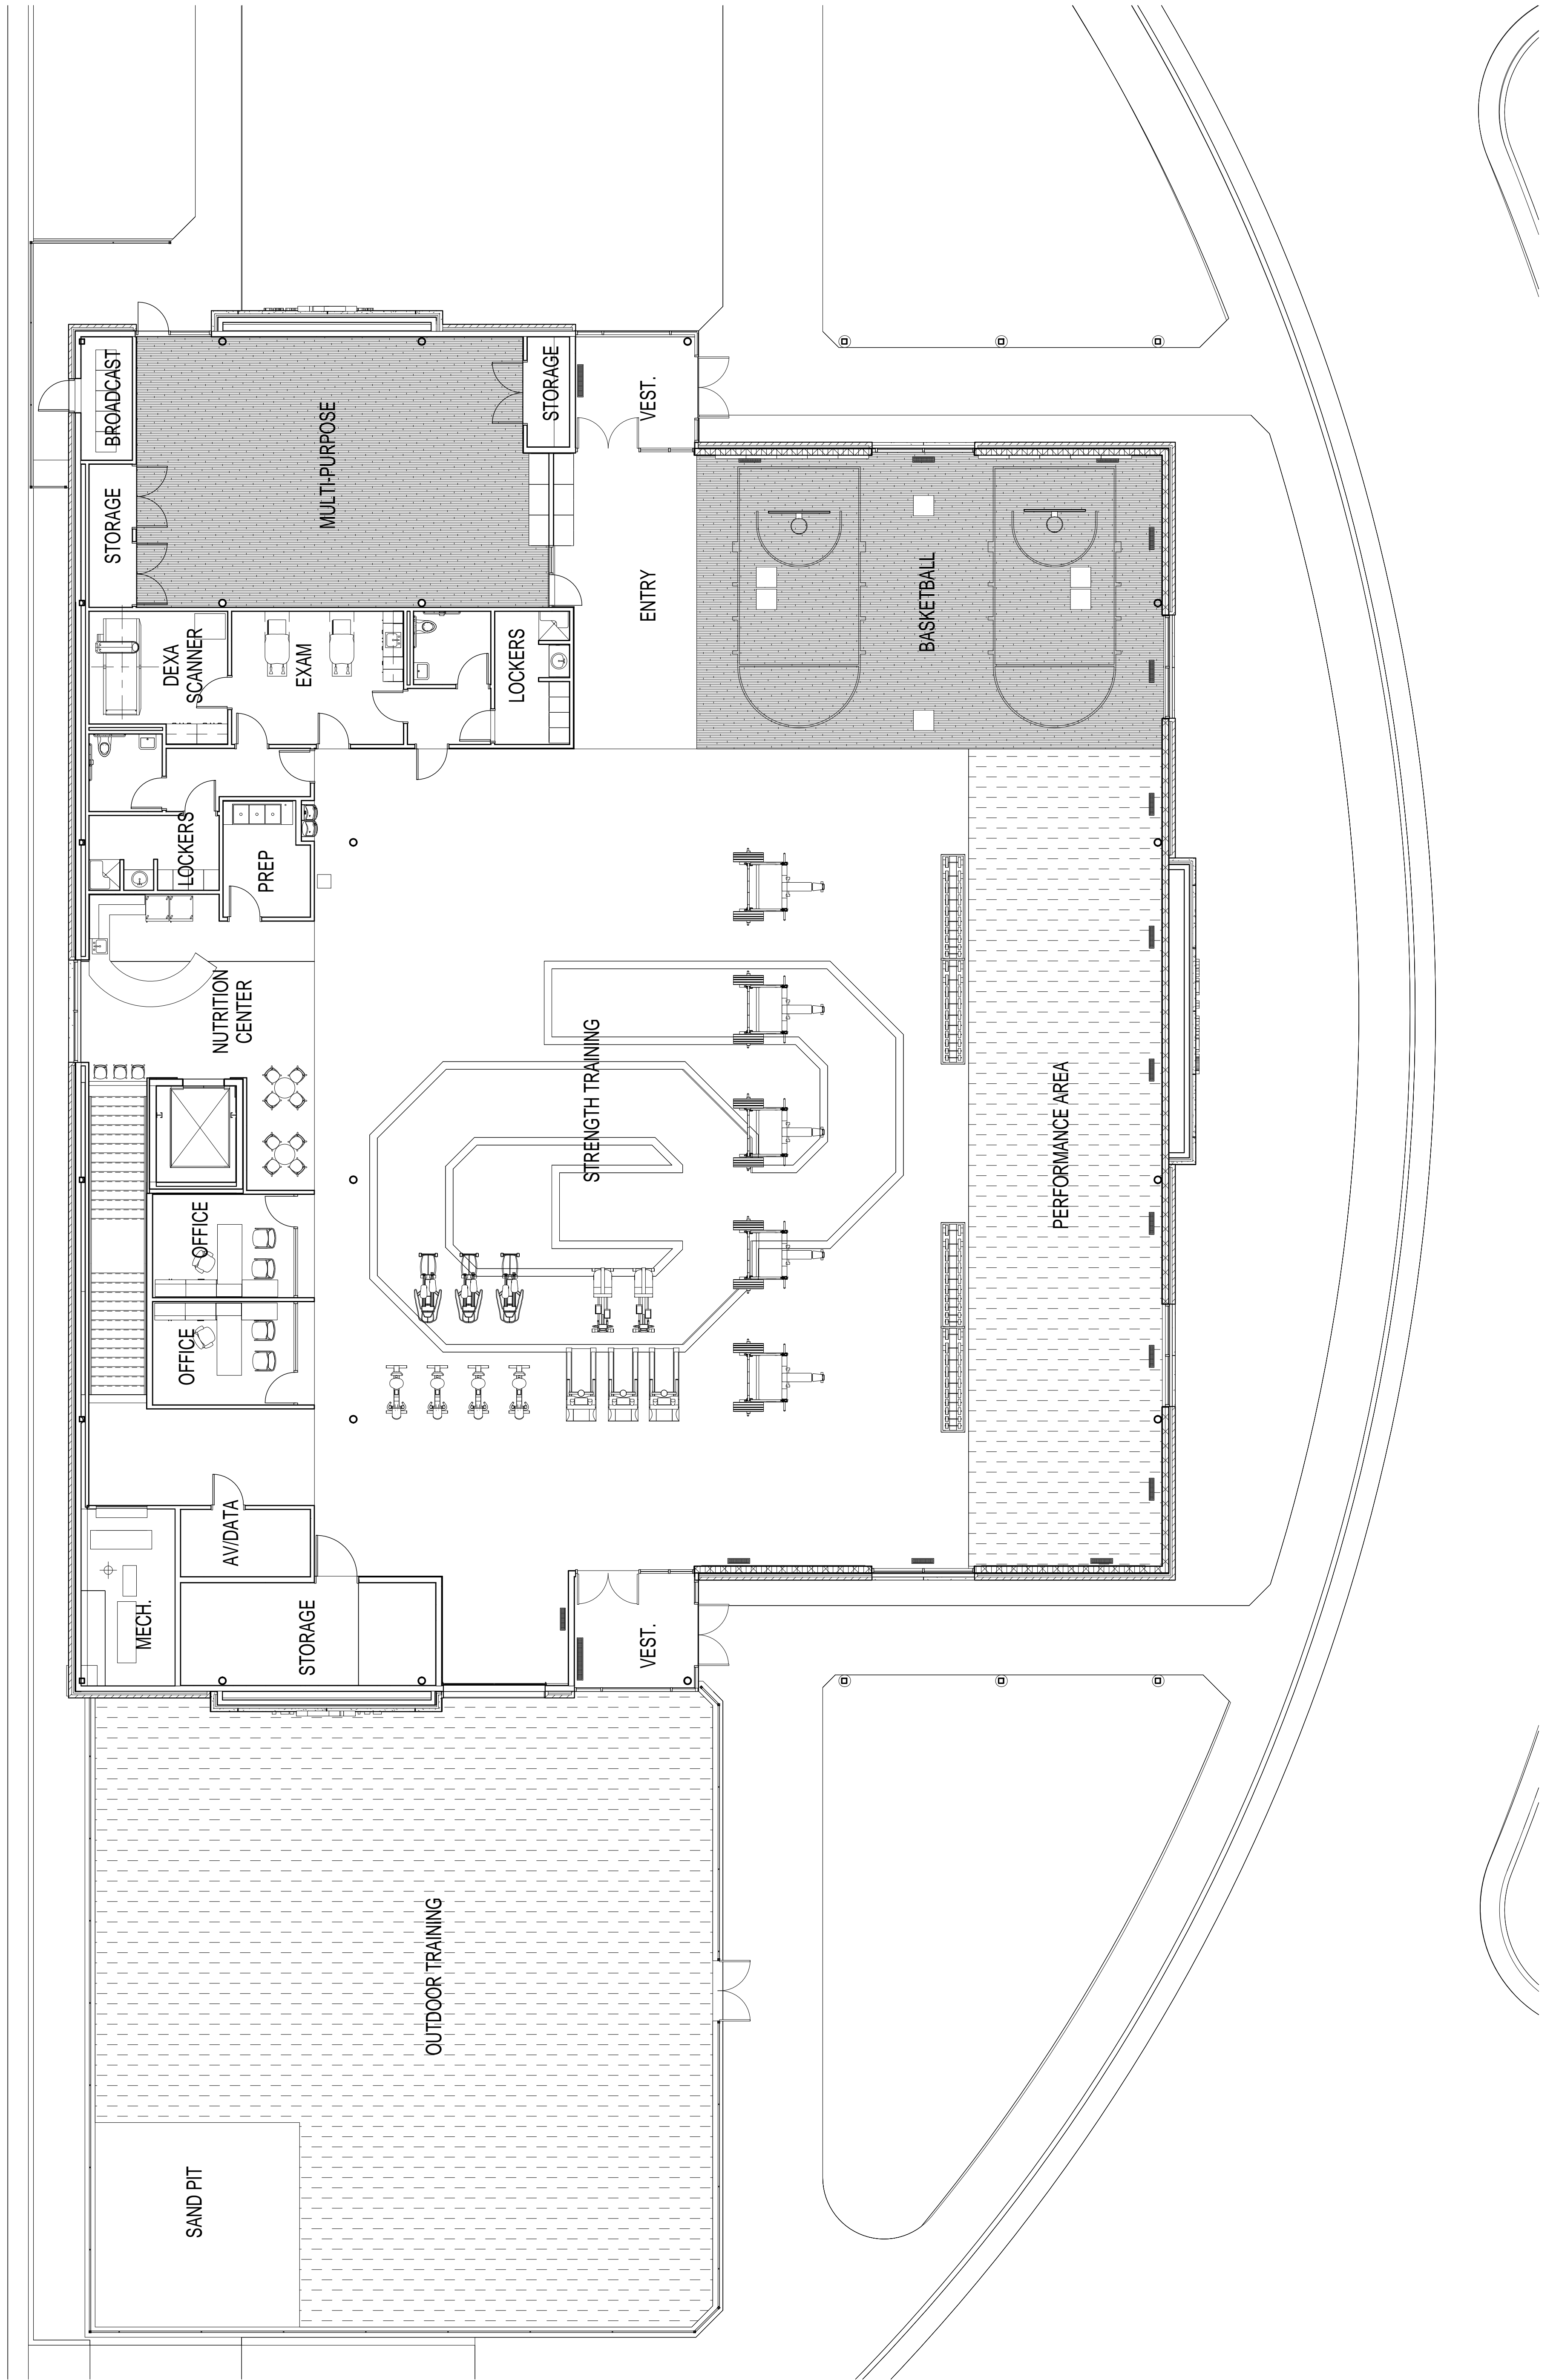 BROADCAST
STORAGE
MULTI-PURPOSE
STORAGE
VEST.
ENTRY
BASKETBALL
DEXA
SCANNER
EXAM
LOCKERS
LOCKERS
PREP
NUTRITION
CENTER
STRENGTH TRAINING
PERFORMANCE AREA
OFFICE
OFFICE
AV/DATA
MECH.
STORAGE
VEST.
OUTDOOR TRAINING
SAND PIT